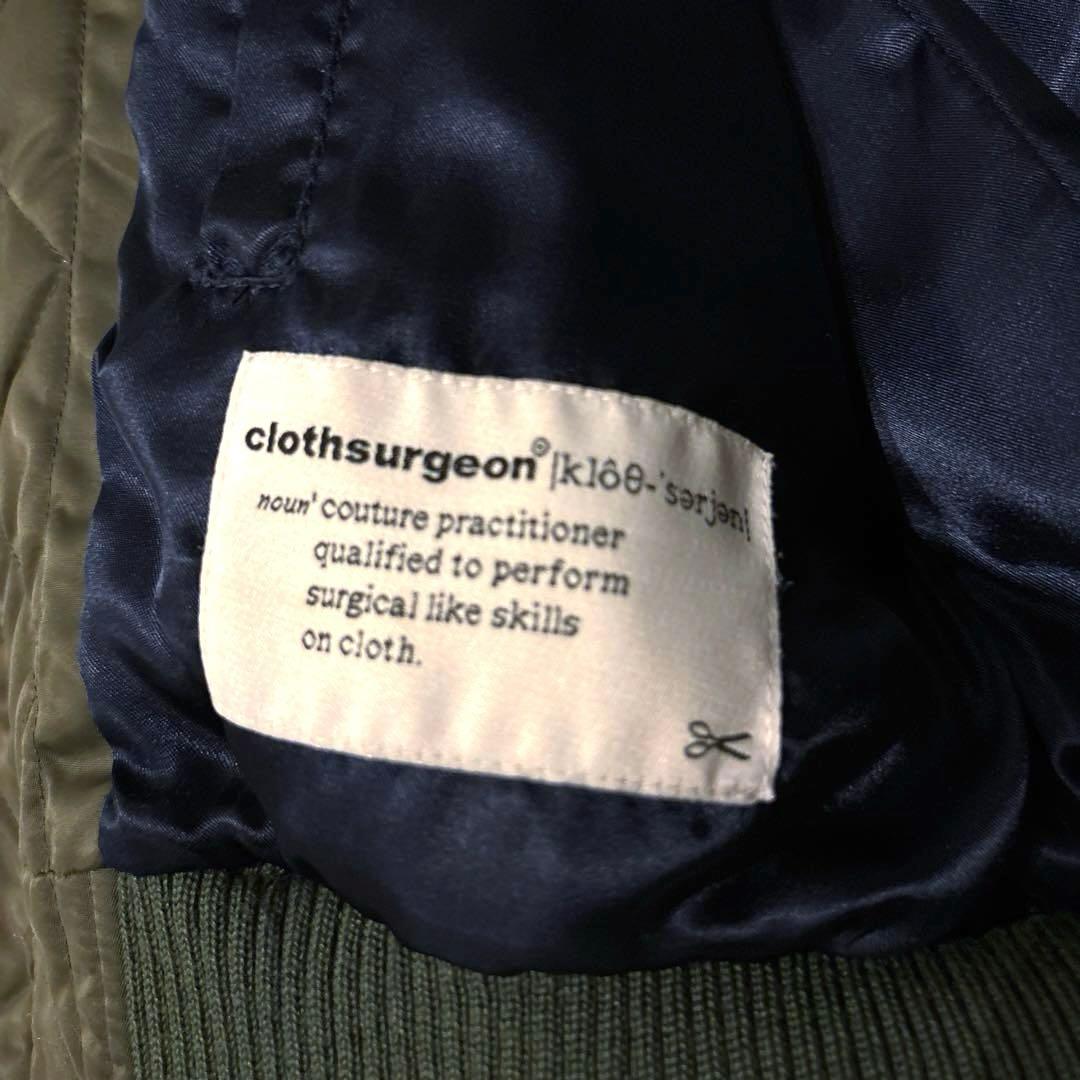 clothsurgeon® |klôθ-ˈsərjən|
noun' couture practitioner
qualified to perform
surgical like skills
on cloth.